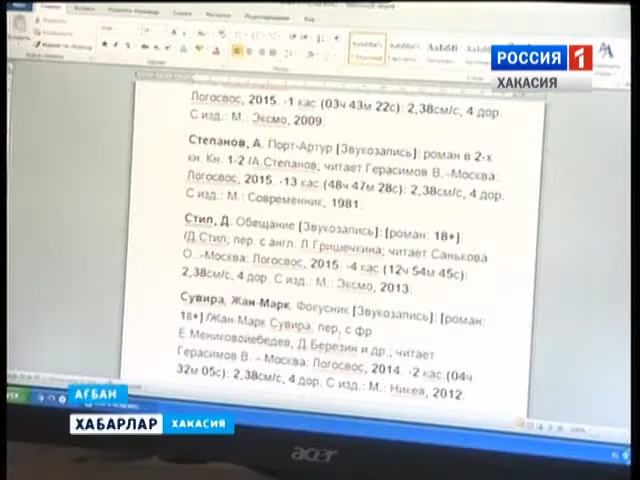 РОССИЯ 1
ХАКАСИЯ
Логосвос, 2015. -1 кас.(03ч 43м 22с): 2,38см/с, 4 дор.
С изд.: М.: Эксмо, 2009.
Степанов, А. Порт-Артур [Звукозапись]: роман в 2-х
кн. Кн. 1-2 /А.Степанов; читает Герасимов В. -Москва:
Логосвос, 2015. -13 кас.(48ч 47м 28с): 2,38см/с, 4 дор.
С изд.: М.: Современник, 1981.
Стил, Д. Обещание [Звукозапись]: [роман: 18+]
/Д.Стил; пер. с англ. Л.Гришечкина; читает Санькова
О. -Москва: Логосвос, 2015. -4 кас.(12ч 54м 45с):
2,38см/с, 4 дор. С изд.: М.: Эксмо, 2013.
Сувира, Жан-Марк. Фокусник [Звукозапись]: [роман:
18+] /Жан-Марк Сувира; пер. с фр.
Е.Мениковойебедев, Д.Березин и др.; читает
Герасимов В. - Москва: Логосвос, 2014. -2 кас.(04ч
32м 05с): 2,38см/с, 4 дор. С изд.: М.: Никея, 2012.
АҒБАН
ХАБАРЛАР ХАКАСИЯ
acer